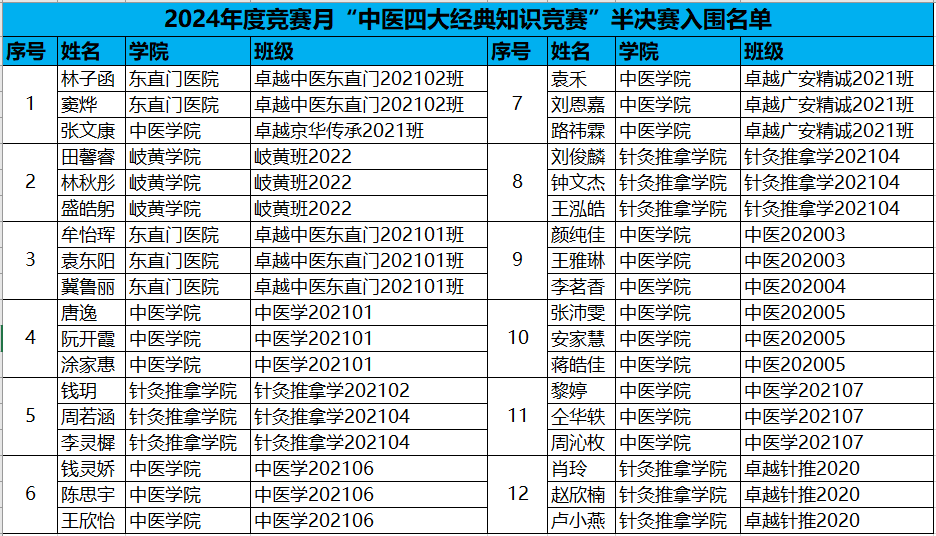 2024年度竞赛月“中医四大经典知识竞赛”半决赛入围名单
序号 姓名 学院 班级 序号 姓名 学院 班级
1 林子函 东直门医院 卓越中医东直门202102班 7 袁禾 中医学院 卓越广安精诚2021班
窦烨 东直门医院 卓越中医东直门202102班 刘恩嘉 中医学院 卓越广安精诚2021班
张文康 中医学院 卓越京华传承2021班 路祎霖 中医学院 卓越广安精诚2021班
2 田馨睿 岐黄学院 岐黄班2022 8 刘俊麟 针灸推拿学院 针灸推拿学202104
林秋彤 岐黄学院 岐黄班2022 钟文杰 针灸推拿学院 针灸推拿学202104
盛皓躬 岐黄学院 岐黄班2022 王泓皓 针灸推拿学院 针灸推拿学202104
3 牟怡珲 东直门医院 卓越中医东直门202101班 9 颜纯佳 中医学院 中医202003
袁东阳 东直门医院 卓越中医东直门202101班 王雅琳 中医学院 中医202003
冀鲁丽 东直门医院 卓越中医东直门202101班 李茗香 中医学院 中医202004
4 唐逸 中医学院 中医学202101 10 张沛雯 中医学院 中医202005
阮开霞 中医学院 中医学202101 安家慧 中医学院 中医202005
涂家惠 中医学院 中医学202101 蒋皓佳 中医学院 中医202005
5 钱玥 针灸推拿学院 针灸推拿学202102 11 黎婷 中医学院 中医学202107
周若涵 针灸推拿学院 针灸推拿学202104 仝华轶 中医学院 中医学202107
李灵樨 针灸推拿学院 针灸推拿学202104 周沁枚 中医学院 中医学202107
6 钱灵娇 中医学院 中医学202106 12 肖玲 针灸推拿学院 卓越针推2020
陈思宇 中医学院 中医学202106 赵欣楠 针灸推拿学院 卓越针推2020
王欣怡 中医学院 中医学202106 卢小燕 针灸推拿学院 卓越针推2020